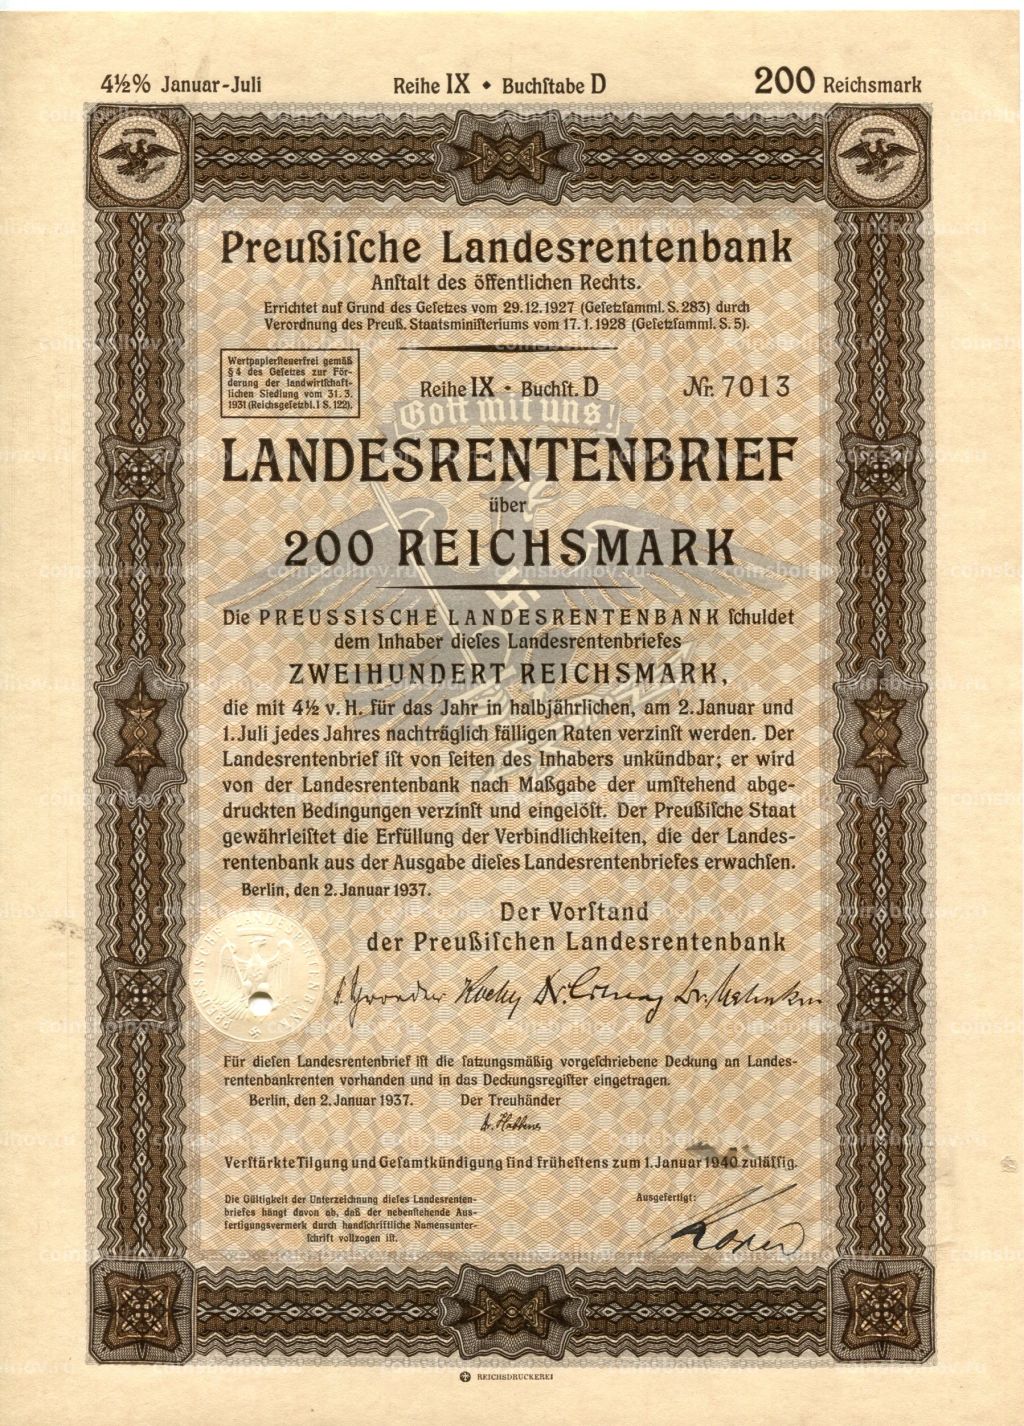 4½% Januar-Juli Reihe IX • Buchſtabe D 200 Reichsmark
Preußiſche Landesrentenbank
Anſtalt des öffentlichen Rechts.
Errichtet auf Grund des Geſetzes vom 29.12.1927 (Geſetzſamml. S. 283) durch
Verordnung des Preuß. Staatsminiſteriums vom 17.1.1928 (Geſetzſamml. S. 5).
Wertpapierſteuerfrei gemäß
§ 4 des Geſetzes zur För-
derung der landwirtſchaft-
lichen Siedlung vom 31. 3.
1931 (Reichsgeſetzbl. I S. 122).
Reihe IX • Buchſt. D Nr. 7013
Gott mit uns!
LANDESRENTENBRIEF
über
200 REICHSMARK
Die PREUSSISCHE LANDESRENTENBANK ſchuldet
dem Inhaber dieſes Landesrentenbriefes
ZWEIHUNDERT REICHSMARK,
die mit 4½ v. H. für das Jahr in halbjährlichen, am 2. Januar und
1. Juli jedes Jahres nachträglich fälligen Raten verzinſt werden. Der
Landesrentenbrief iſt von ſeiten des Inhabers unkündbar; er wird
von der Landesrentenbank nach Maßgabe der umſtehend abge-
druckten Bedingungen verzinſt und eingelöſt. Der Preußiſche Staat
gewährleiſtet die Erfüllung der Verbindlichkeiten, die der Landes-
rentenbank aus der Ausgabe dieſes Landesrentenbriefes erwachſen.
Berlin, den 2. Januar 1937.
Der Vorſtand
der Preußiſchen Landesrentenbank
PREUSSISCHE LANDESRENTENBANK
Für dieſen Landesrentenbrief iſt die ſatzungsmäßig vorgeſchriebene Deckung an Landes-
rentenbankrenten vorhanden und in das Deckungsregiſter eingetragen.
Berlin, den 2. Januar 1937. Der Treuhänder
Verſtärkte Tilgung und Geſamtkündigung ſind früheſtens zum 1. Januar 1940 zuläſſig.
Die Gültigkeit der Unterzeichnung dieſes Landesrenten-
briefes hängt davon ab, daß der nebenſtehende Aus-
fertigungsvermerk durch handſchriftliche Namensunter-
ſchrift vollzogen iſt.
Ausgefertigt:
REICHSDRUCKEREI
coinsbolhov.ru